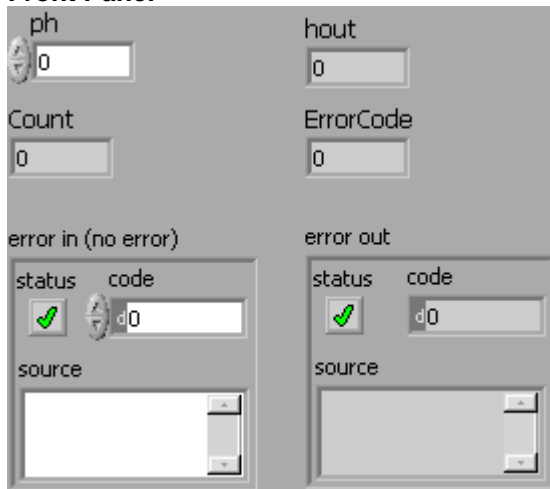 Front Panel
ph
hout
0
0
Count
ErrorCode
0
0
error in (no error)
error out
status code
status code
d0
d0
source
source